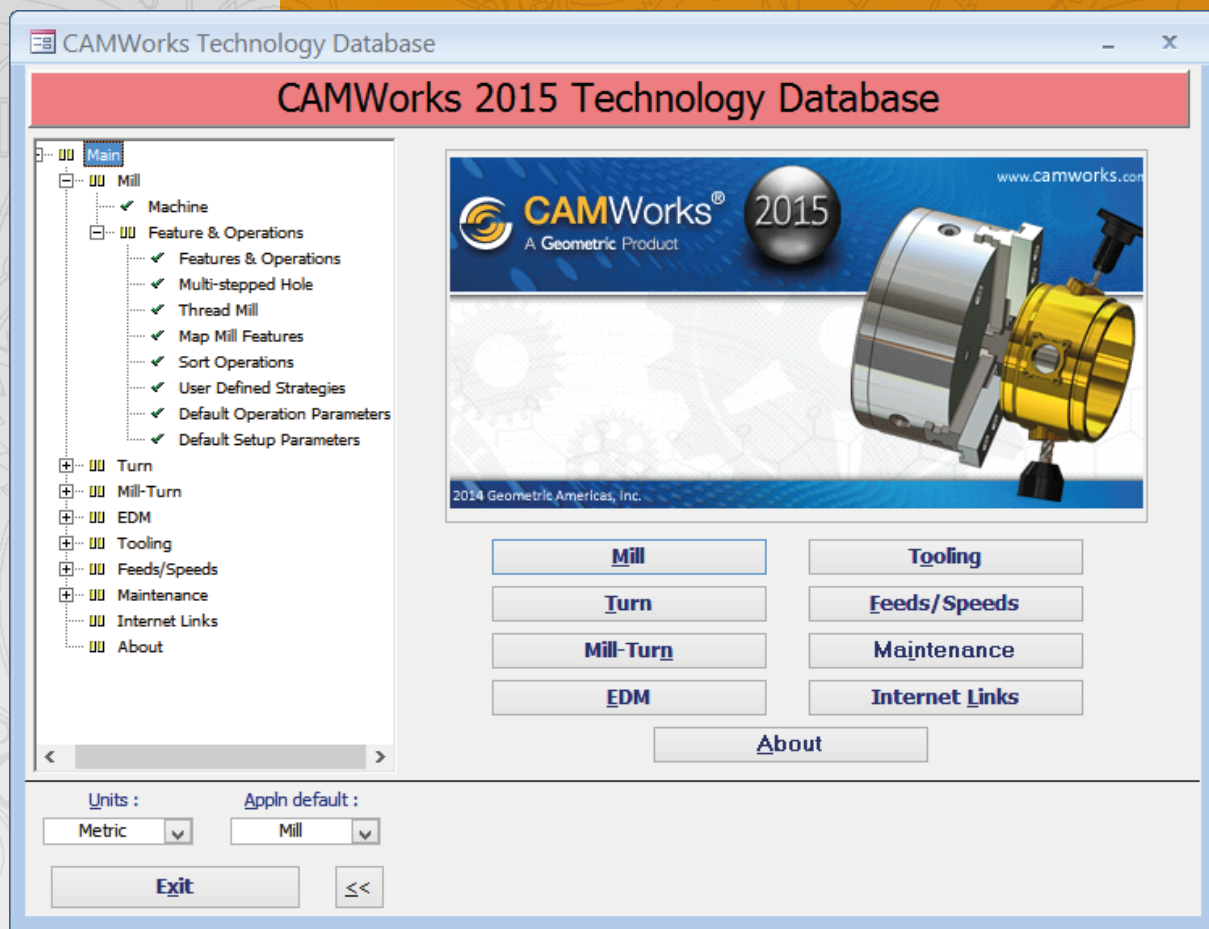 CAMWorks Technology Database
CAMWorks 2015 Technology Database
Main
Mill
Machine
Feature & Operations
Features & Operations
Multi-stepped Hole
Thread Mill
Map Mill Features
Sort Operations
User Defined Strategies
Default Operation Parameters
Default Setup Parameters
Turn
Mill-Turn
EDM
Tooling
Feeds/Speeds
Maintenance
Internet Links
About
www.camworks.com
CAMWorks® 2015
A Geometric Product
2014 Geometric Americas, Inc.
Mill Tooling
Turn Feeds/Speeds
Mill-Turn Maintenance
EDM Internet Links
About
Units : Appln default :
Metric Mill
Exit <<